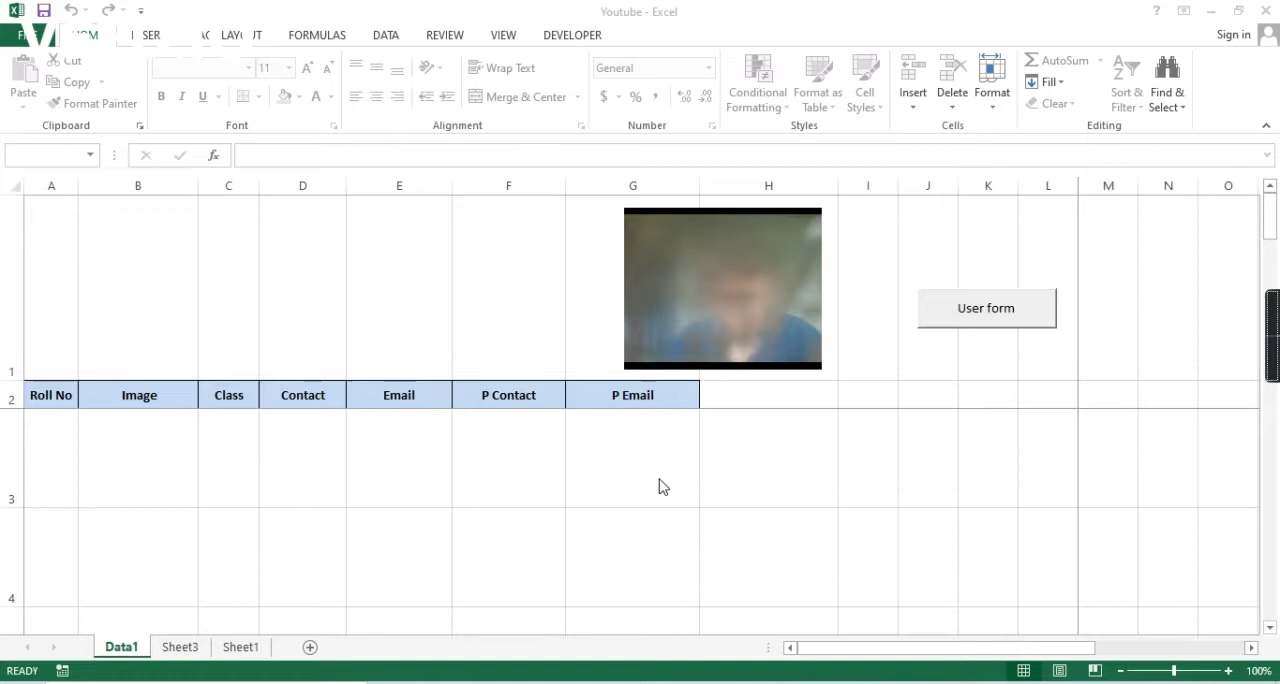 Youtube - Excel
?
Sign in
FORMULAS DATA REVIEW VIEW DEVELOPER
Cut
Copy
Format Painter
Paste
Clipboard
11
B I U
Font
Wrap Text
Merge & Center
Alignment
General
$ % ,
Number
Conditional Formatting
Format as Table
Cell Styles
Styles
Insert
Delete
Format
Cells
AutoSum
Fill
Clear
Sort & Filter
Find & Select
Editing
fx
A B C D E F G H I J K L M N O
User form
1
2 Roll No Image Class Contact Email P Contact P Email
3
4
Data1 Sheet3 Sheet1
READY
100%